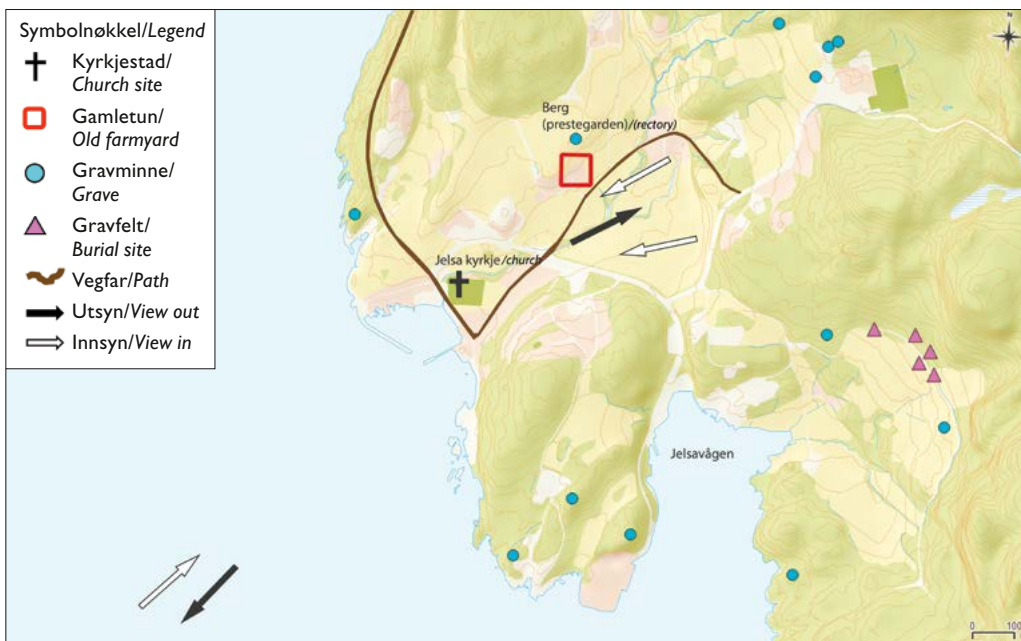 Symbolnøkkel/Legend
Kyrkjestad/
Church site
Gamletun/
Old farmyard
Gravminne/
Grave
Gravfelt/
Burial site
Vegfar/Path
Utsyn/View out
Innsyn/View in
N
Berg
(prestegarden)/(rectory)
Jelsa kyrkje/church
Jelsavågen
0 100